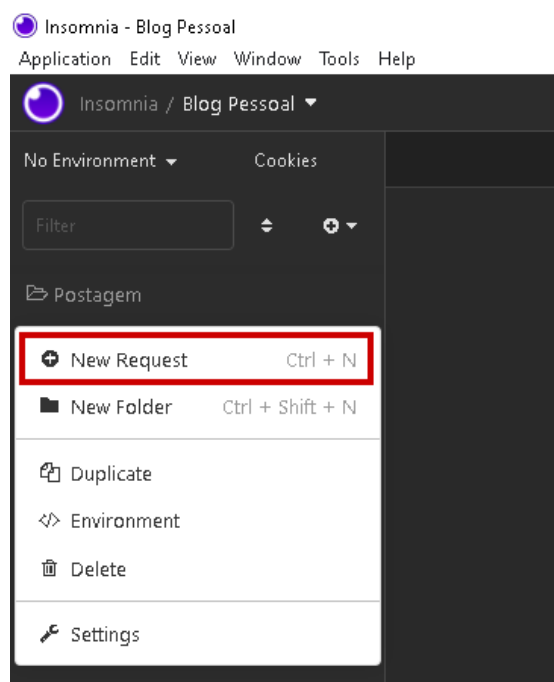 Insomnia - Blog Pessoal
Application Edit View Window Tools Help
Insomnia / Blog Pessoal
No Environment Cookies
Filter
Postagem
New Request Ctrl + N
New Folder Ctrl + Shift + N
Duplicate
Environment
Delete
Settings